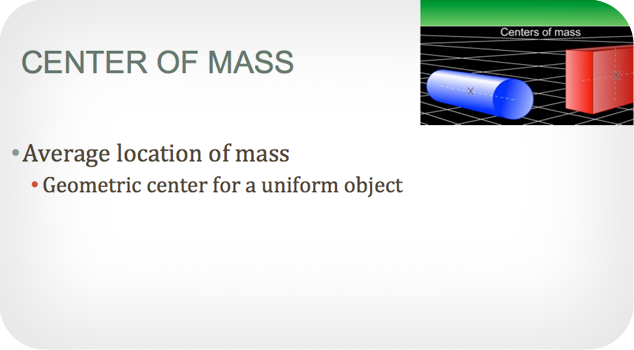 Centers of mass
CENTER OF MASS
X
X
•Average location of mass
•Geometric center for a uniform object